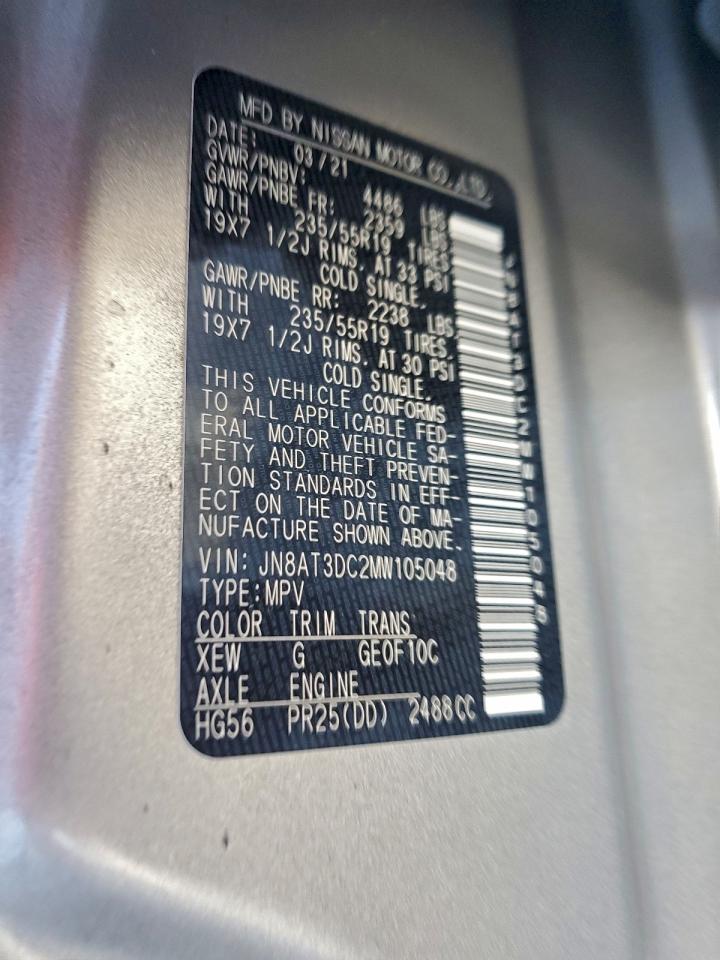 MFD BY NISSAN MOTOR CO.,LTD.
DATE: 03/21
GVWR/PNBV: 4486 LBS
GAWR/PNBE FR: 2359 LBS
WITH 235/55R19 TIRES.
19X7 1/2J RIMS. AT 33 PSI
COLD SINGLE.
GAWR/PNBE RR: 2238 LBS
WITH 235/55R19 TIRES.
19X7 1/2J RIMS. AT 30 PSI
COLD SINGLE.
THIS VEHICLE CONFORMS
TO ALL APPLICABLE FED-
ERAL MOTOR VEHICLE SA-
FETY AND THEFT PREVEN-
TION STANDARDS IN EFF-
ECT ON THE DATE OF MA-
NUFACTURE SHOWN ABOVE.
VIN: JN8AT3DC2MW105048
TYPE:MPV
COLOR TRIM TRANS
XEW G GEOF10C
AXLE ENGINE
HG56 PR25(DD) 2488CC
JN8AT3DC2MW105048